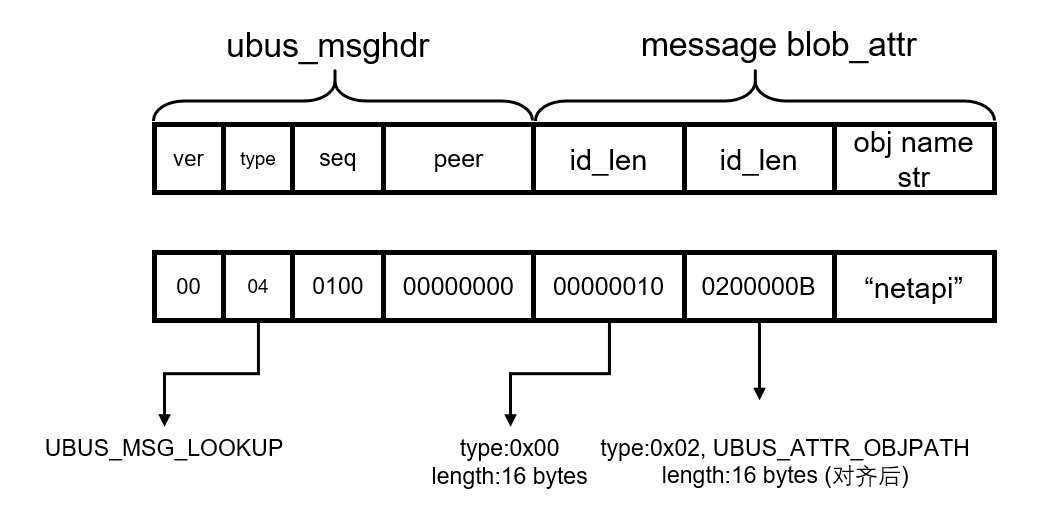 ubus_msghdr
message blob_attr
ver
type
seq
peer
id_len
id_len
obj name
str
00
04
0100
00000000
00000010
0200000B
“netapi”
UBUS_MSG_LOOKUP
type:0x00
length:16 bytes
type:0x02, UBUS_ATTR_OBJPATH
length:16 bytes (对齐后)